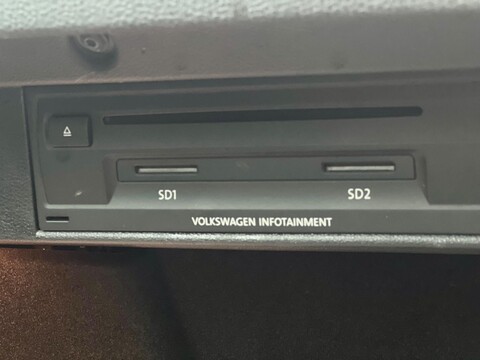 SD1 SD2
VOLKSWAGEN INFOTAINMENT